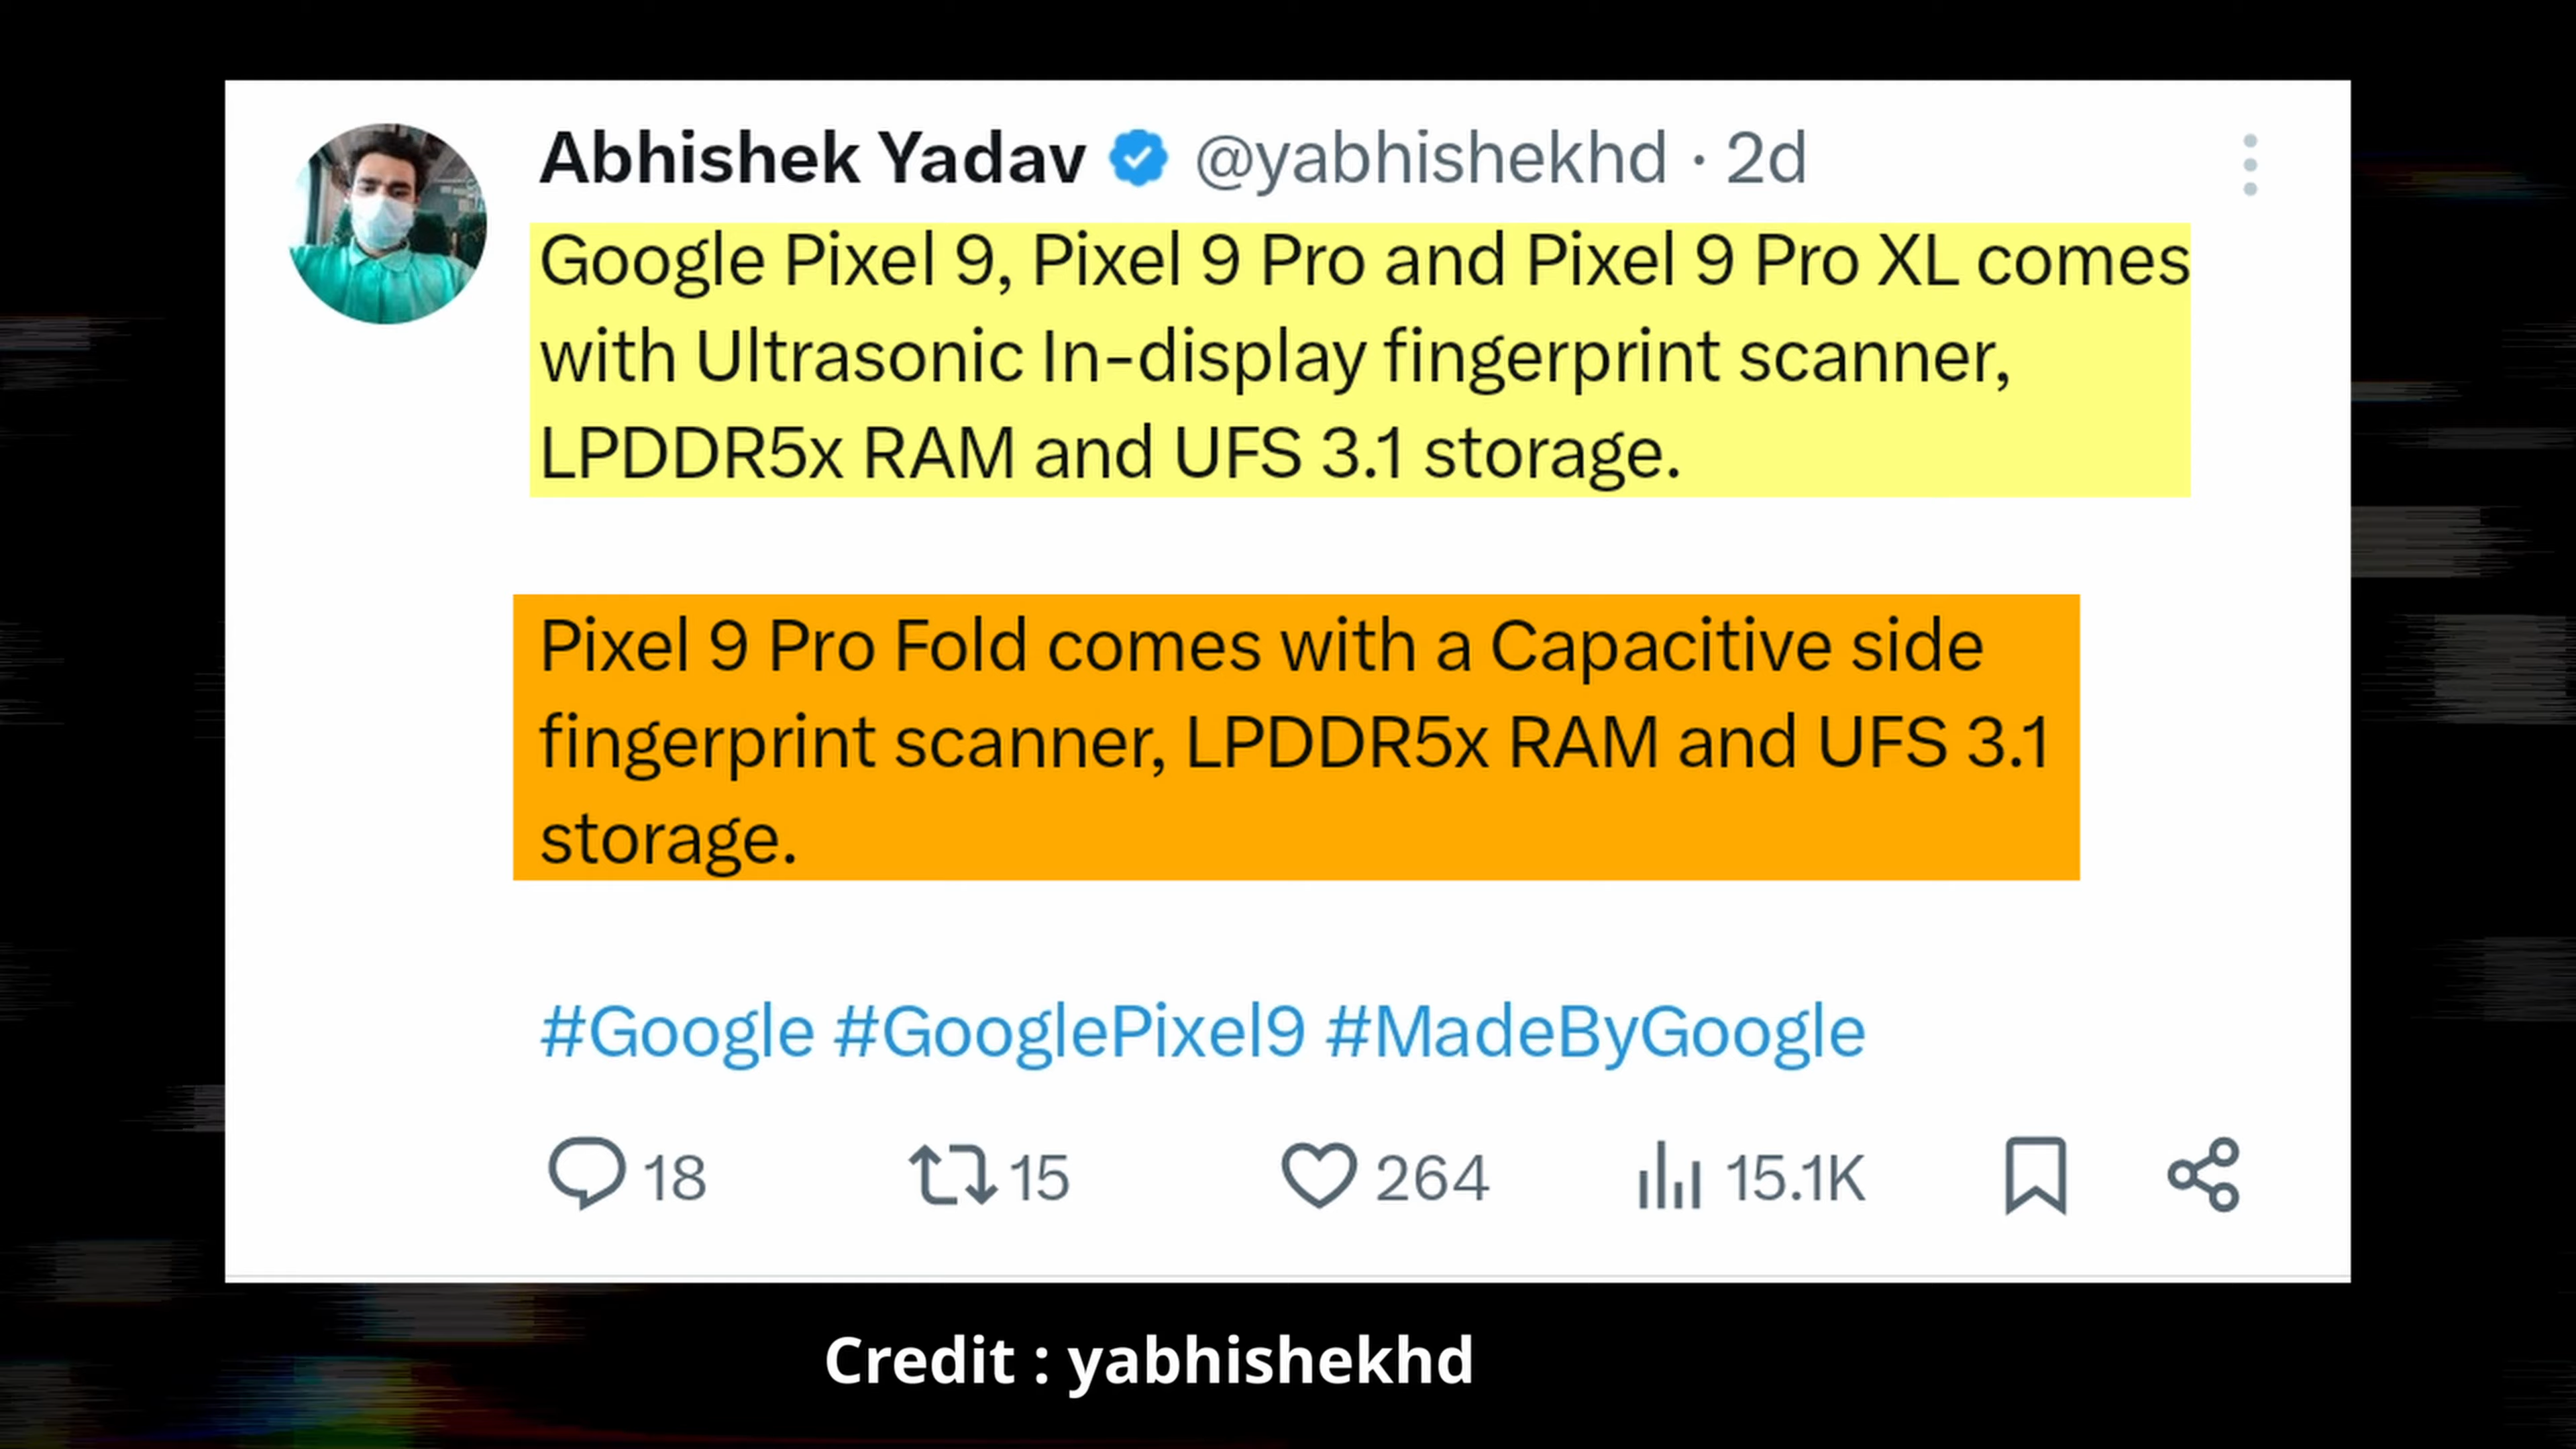 Abhishek Yadav @yabhishekhd · 2d
Google Pixel 9, Pixel 9 Pro and Pixel 9 Pro XL comes
with Ultrasonic In-display fingerprint scanner,
LPDDR5x RAM and UFS 3.1 storage.
Pixel 9 Pro Fold comes with a Capacitive side
fingerprint scanner, LPDDR5x RAM and UFS 3.1
storage.
#Google #GooglePixel9 #MadeByGoogle
18 15 264 15.1K
Credit : yabhishekhd